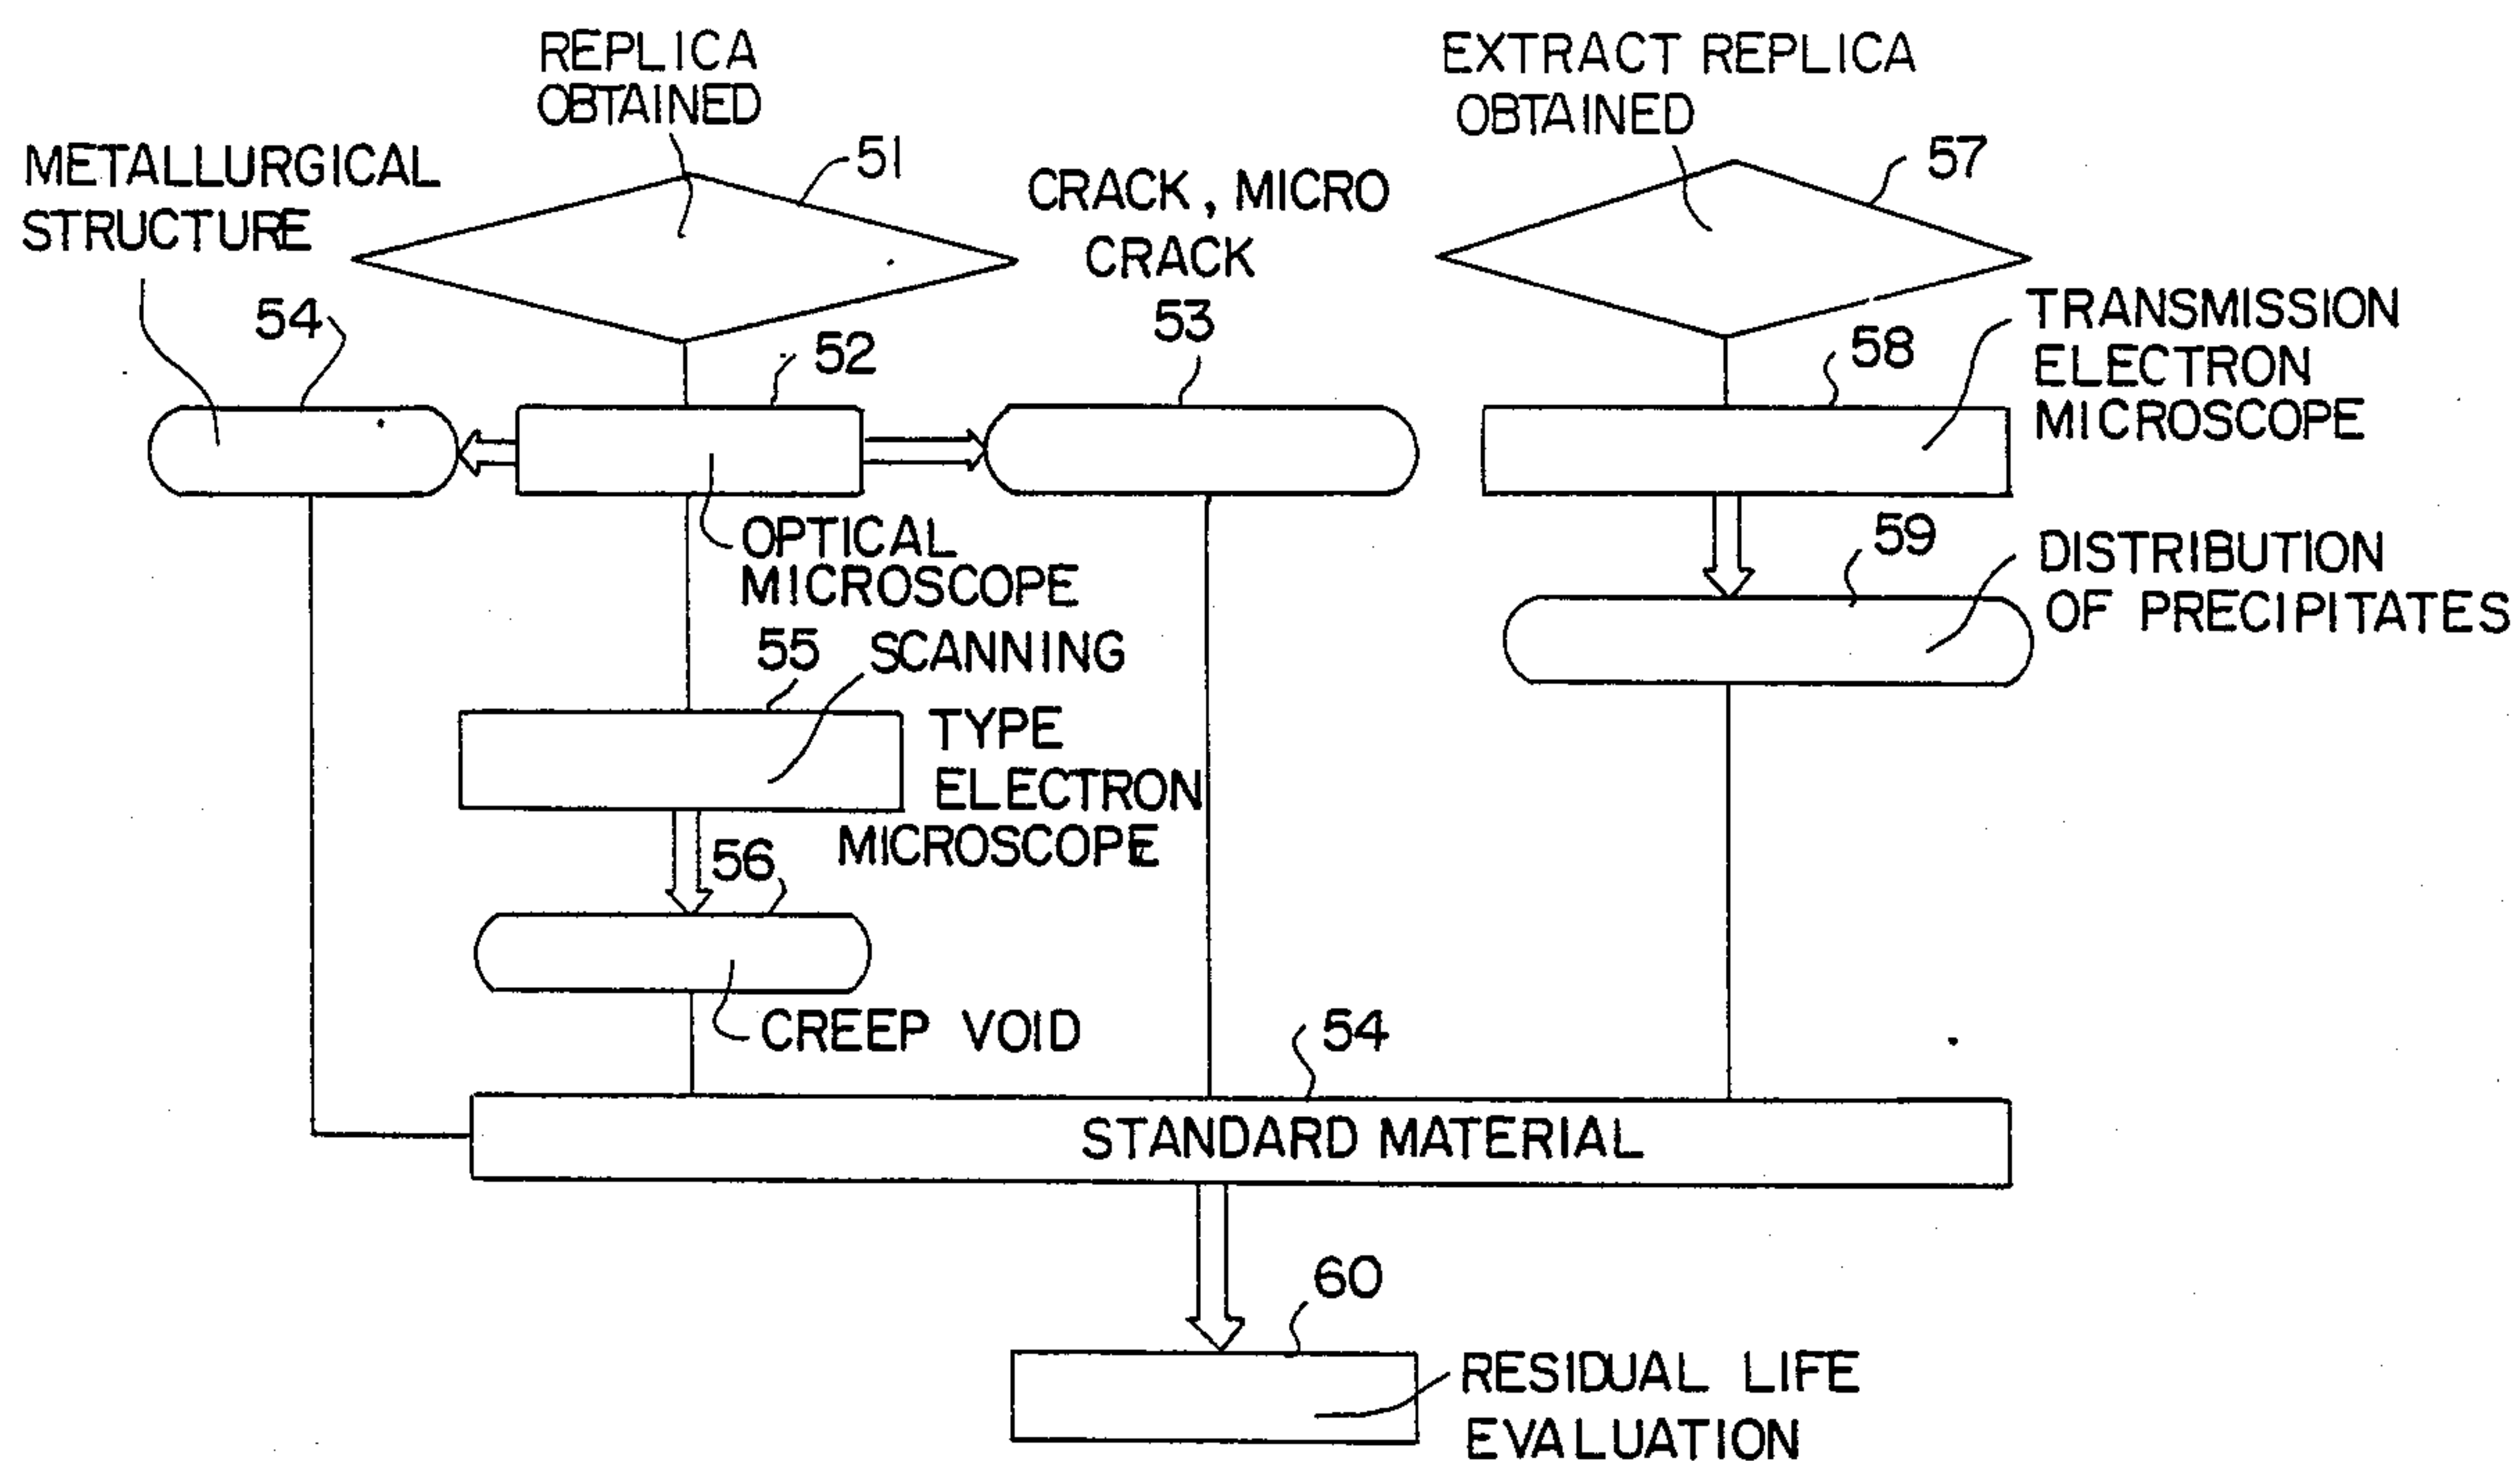 REPLICA
OBTAINED
EXTRACT REPLICA
OBTAINED
METALLURGICAL
STRUCTURE
51
57
CRACK, MICRO
CRACK
54
52
53
58
TRANSMISSION
ELECTRON
MICROSCOPE
OPTICAL
MICROSCOPE
59
DISTRIBUTION
OF PRECIPITATES
55
SCANNING
TYPE
ELECTRON
MICROSCOPE
56
CREEP VOID
54
STANDARD MATERIAL
60
RESIDUAL LIFE
EVALUATION